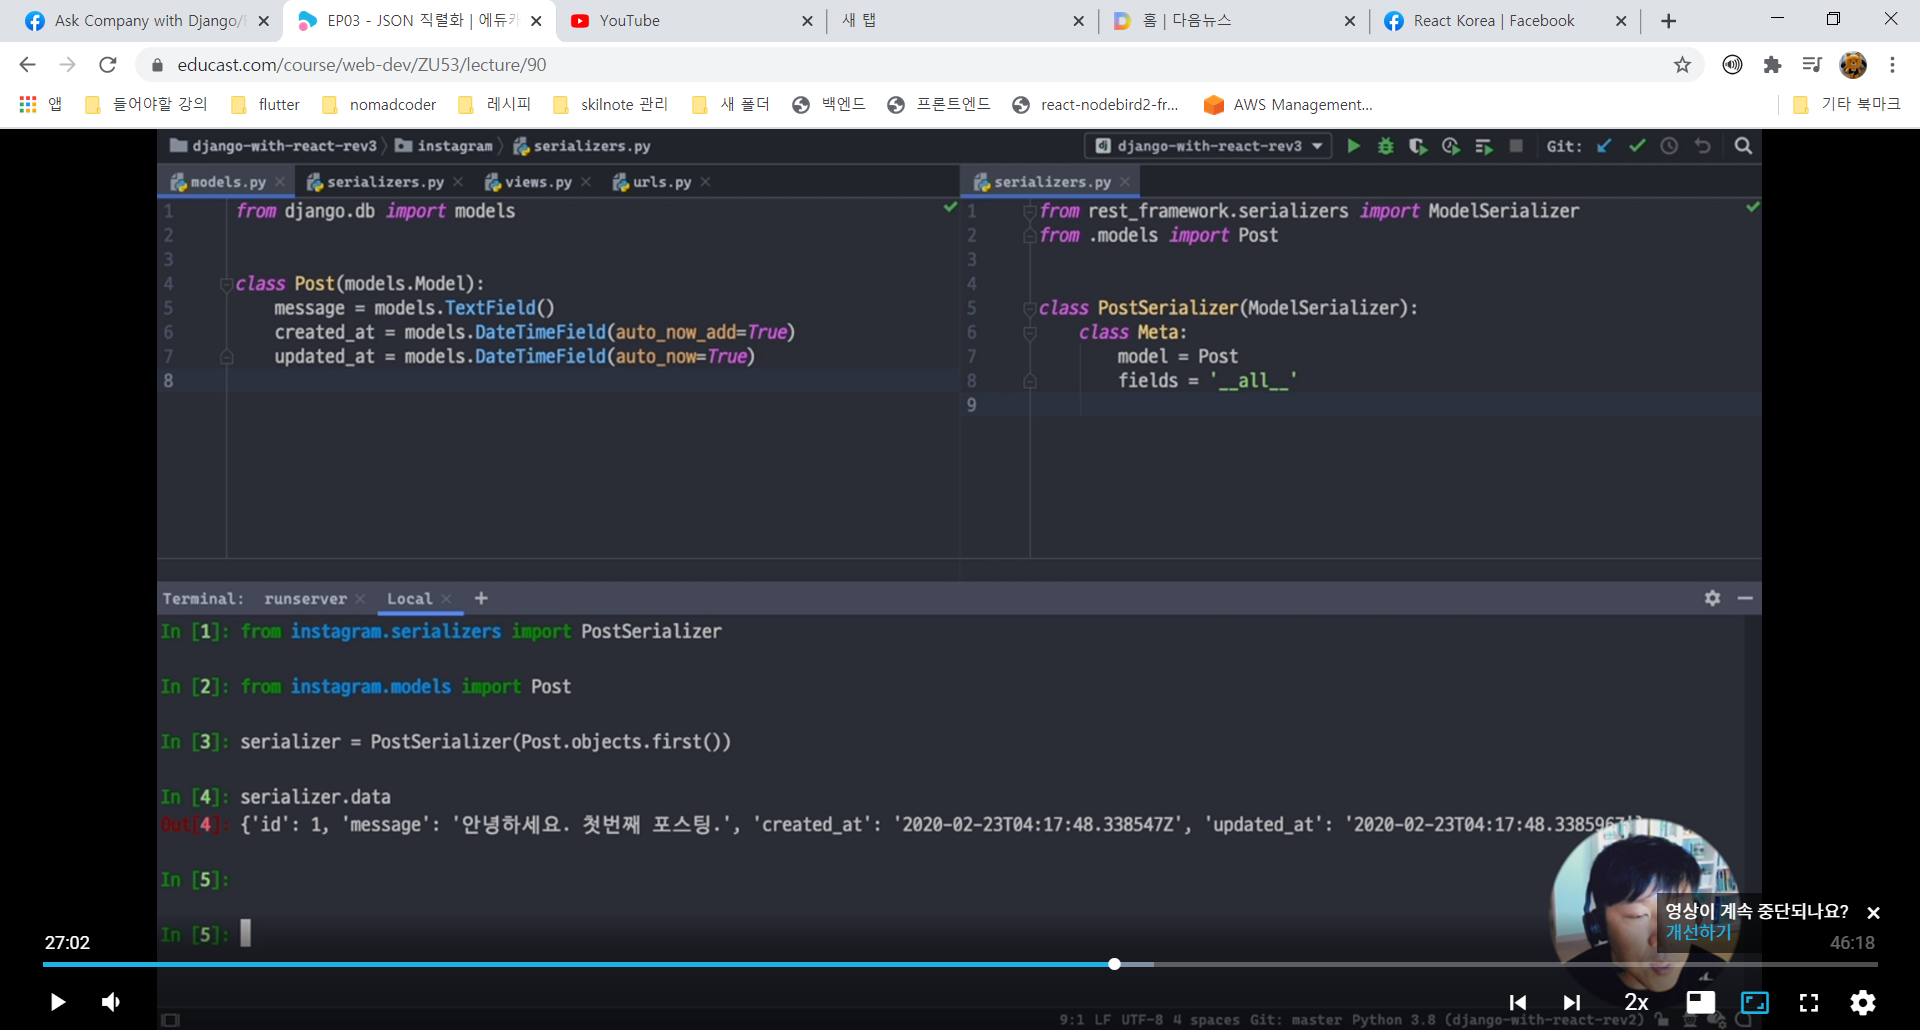 Ask Company with Django/
EP03 - JSON 직렬화 | 에듀캐
YouTube
새 탭
홈 | 다음뉴스
React Korea | Facebook
educast.com/course/web-dev/ZU53/lecture/90
앱
들어야할 강의
flutter
nomadcoder
레시피
skilnote 관리
새 폴더
백엔드
프론트엔드
react-nodebird2-fr...
AWS Management...
기타 북마크
django-with-react-rev3
instagram
serializers.py
django-with-react-rev3
Git:
models.py
serializers.py
views.py
urls.py
1 from django.db import models
2
3
4 class Post(models.Model):
5 message = models.TextField()
6 created_at = models.DateTimeField(auto_now_add=True)
7 updated_at = models.DateTimeField(auto_now=True)
8
serializers.py
1 from rest_framework.serializers import ModelSerializer
2 from .models import Post
3
4
5 class PostSerializer(ModelSerializer):
6 class Meta:
7 model = Post
8 fields = '__all__'
9
Terminal: runserver Local
In [1]: from instagram.serializers import PostSerializer
In [2]: from instagram.models import Post
In [3]: serializer = PostSerializer(Post.objects.first())
In [4]: serializer.data
Out[4]: {'id': 1, 'message': '안녕하세요. 첫번째 포스팅.', 'created_at': '2020-02-23T04:17:48.338547Z', 'updated_at': '2020-02-23T04:17:48.338596Z'}
In [5]:
In [5]:
영상이 계속 중단되나요?
개선하기
27:02
46:18
2x
9:1 LF UTF-8 4 spaces Git: master Python 3.8 (django-with-react-rev2)